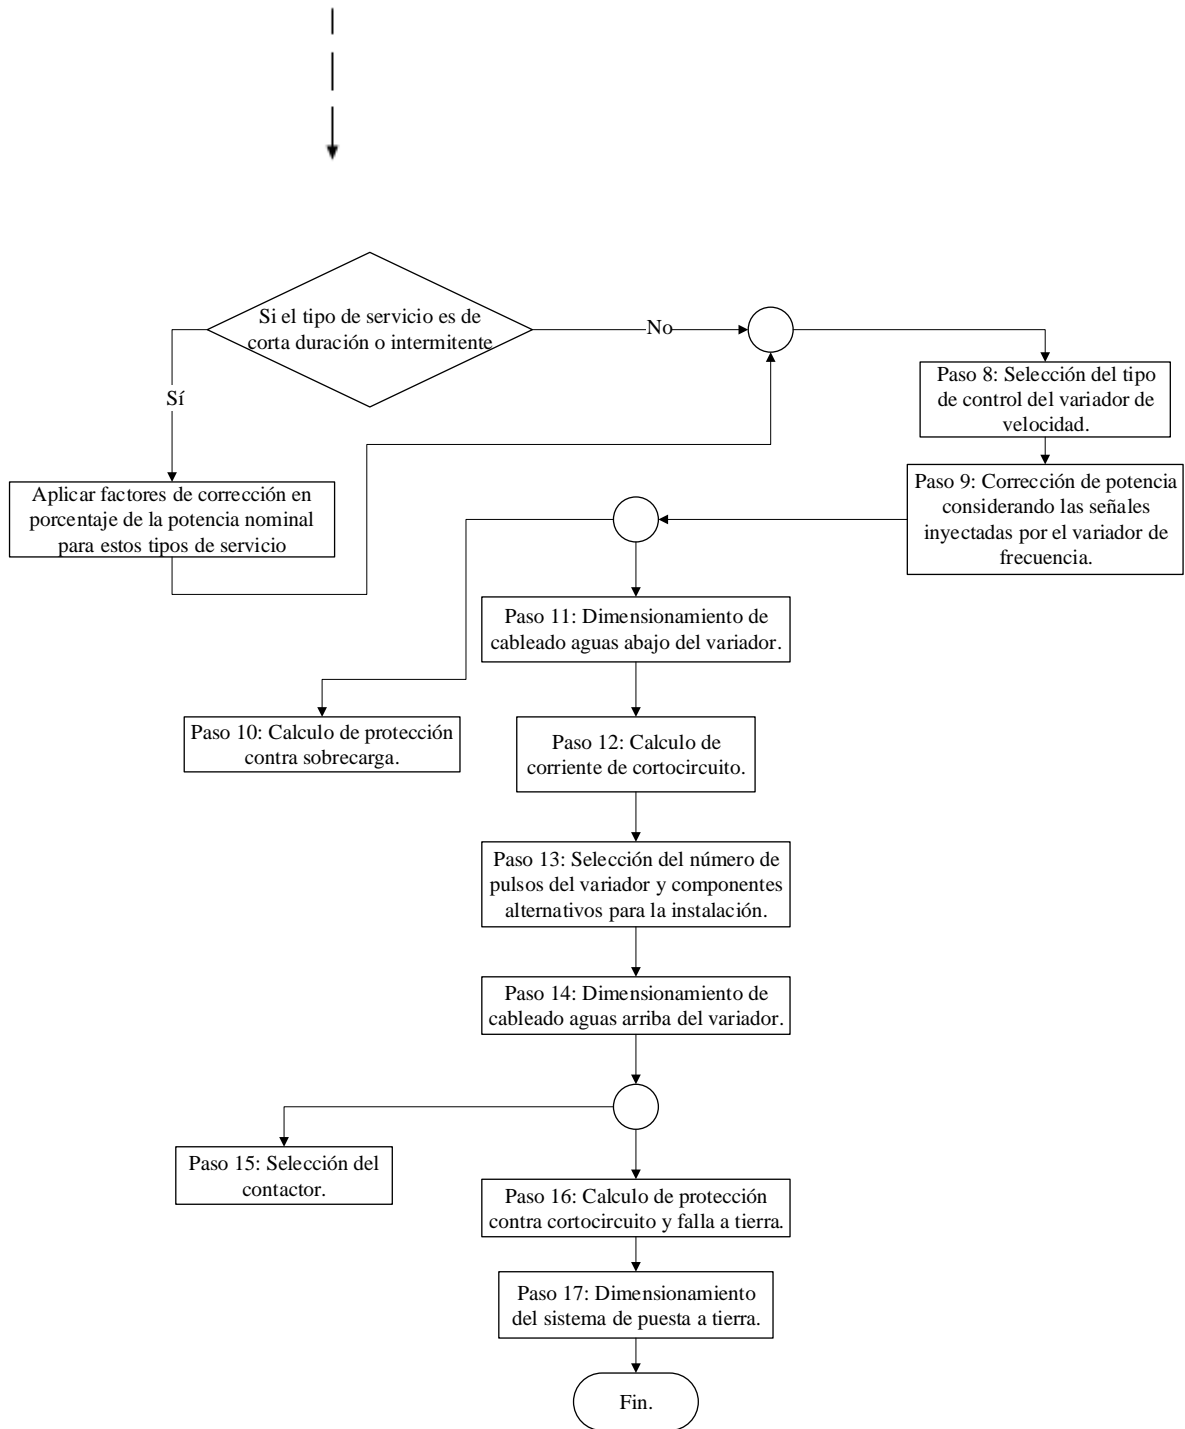 Si el tipo de servicio es de
corta duración o intermitente
No
Sí
Paso 8: Selección del tipo
de control del variador de
velocidad.
Aplicar factores de corrección en
porcentaje de la potencia nominal
para estos tipos de servicio
Paso 9: Corrección de potencia
considerando las señales
inyectadas por el variador de
frecuencia.
Paso 11: Dimensionamiento de
cableado aguas abajo del variador.
Paso 10: Calculo de protección
contra sobrecarga.
Paso 12: Calculo de
corriente de cortocircuito.
Paso 13: Selección del número de
pulsos del variador y componentes
alternativos para la instalación.
Paso 14: Dimensionamiento de
cableado aguas arriba del variador.
Paso 15: Selección del
contactor.
Paso 16: Calculo de protección
contra cortocircuito y falla a tierra.
Paso 17: Dimensionamiento
del sistema de puesta a tierra.
Fin.